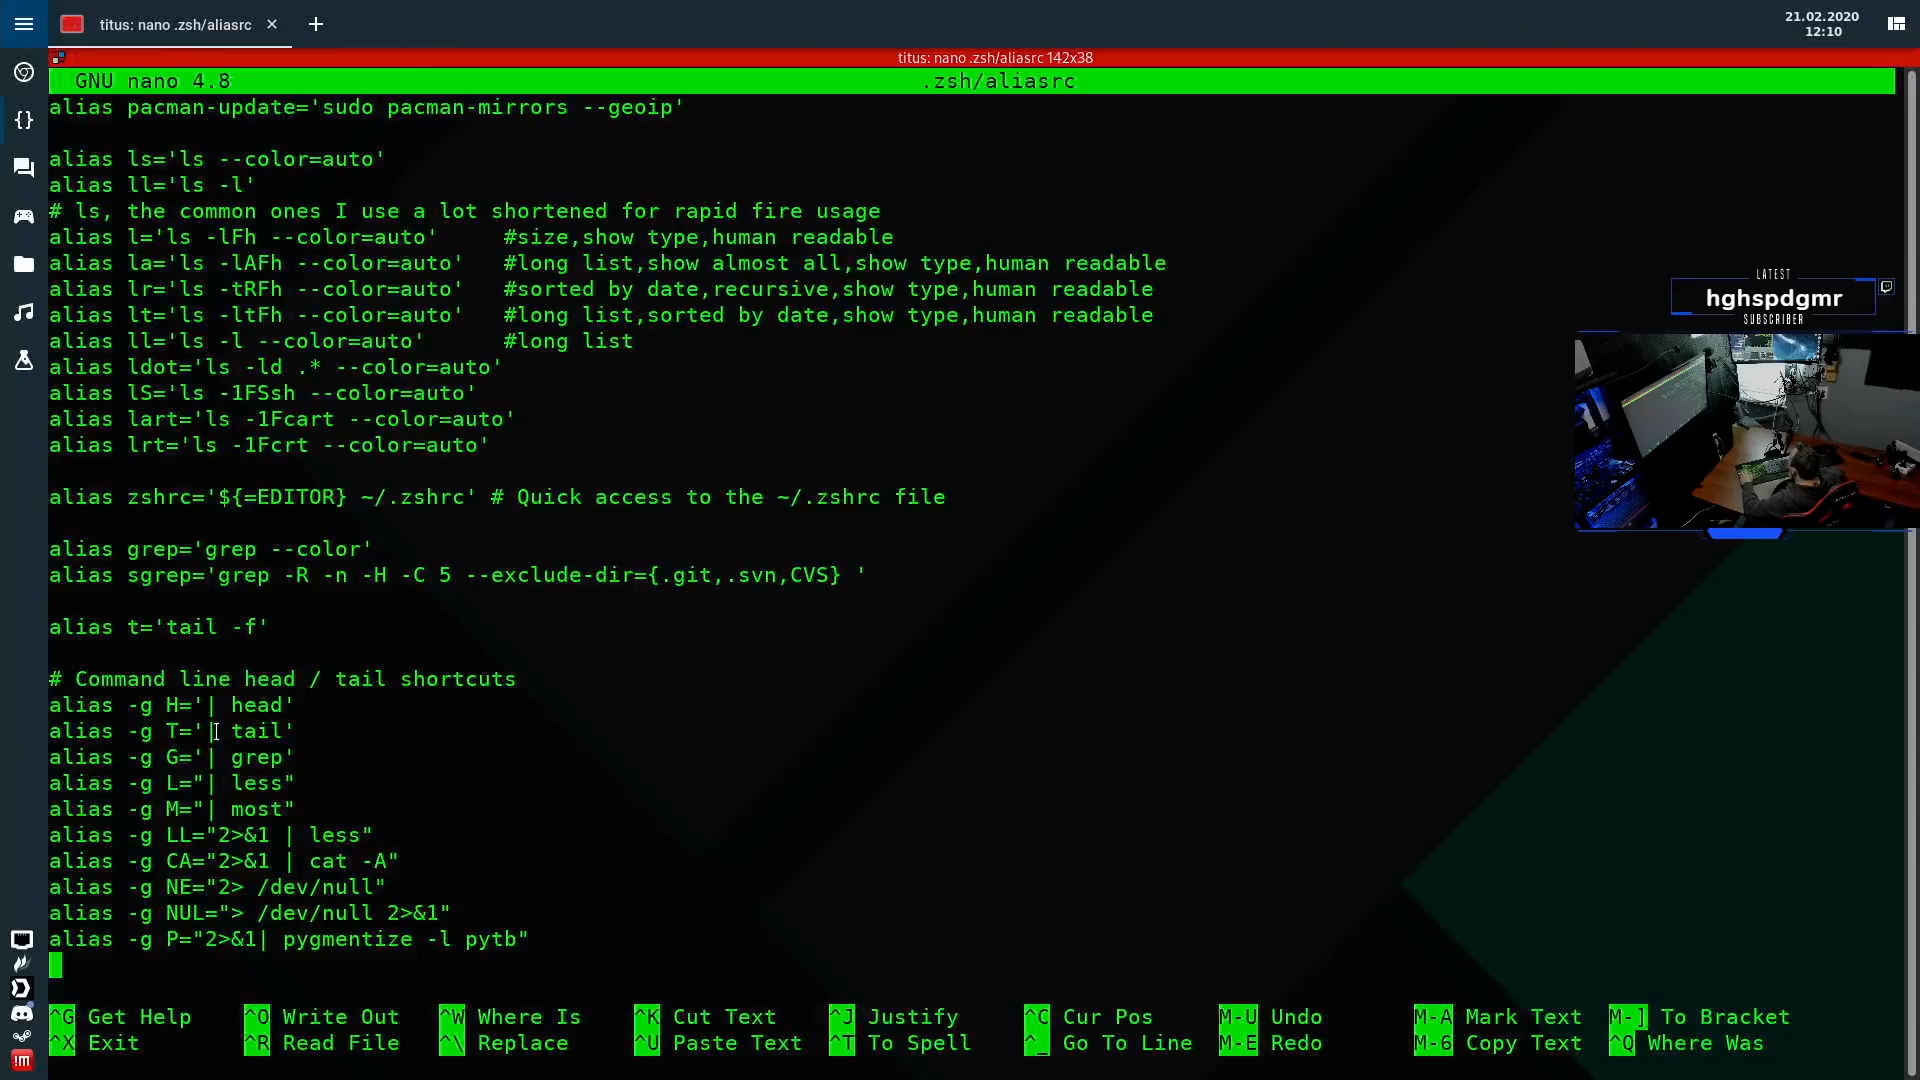 titus: nano .zsh/aliasrc
21.02.2020
12:10
titus: nano .zsh/aliasrc 142x38
GNU nano 4.8 .zsh/aliasrc
alias pacman-update='sudo pacman-mirrors --geoip'
alias ls='ls --color=auto'
alias ll='ls -l'
# ls, the common ones I use a lot shortened for rapid fire usage
alias l='ls -lFh --color=auto' #size,show type,human readable
alias la='ls -lAFh --color=auto' #long list,show almost all,show type,human readable
alias lr='ls -tRFh --color=auto' #sorted by date,recursive,show type,human readable
alias lt='ls -ltFh --color=auto' #long list,sorted by date,show type,human readable
alias ll='ls -l --color=auto' #long list
alias ldot='ls -ld .* --color=auto'
alias lS='ls -1FSsh --color=auto'
alias lart='ls -1Fcart --color=auto'
alias lrt='ls -1Fcrt --color=auto'
alias zshrc='${=EDITOR} ~/.zshrc' # Quick access to the ~/.zshrc file
alias grep='grep --color'
alias sgrep='grep -R -n -H -C 5 --exclude-dir={.git,.svn,CVS} '
alias t='tail -f'
# Command line head / tail shortcuts
alias -g H='| head'
alias -g T='| tail'
alias -g G='| grep'
alias -g L="| less"
alias -g M="| most"
alias -g LL="2>&1 | less"
alias -g CA="2>&1 | cat -A"
alias -g NE="2> /dev/null"
alias -g NUL="> /dev/null 2>&1"
alias -g P="2>&1| pygmentize -l pytb"
^G Get Help ^O Write Out ^W Where Is ^K Cut Text ^J Justify ^C Cur Pos M-U Undo M-A Mark Text M-] To Bracket
^X Exit ^R Read File ^\ Replace ^U Paste Text ^T To Spell ^_ Go To Line M-E Redo M-6 Copy Text ^Q Where Was
LATEST
hghspdgmr
SUBSCRIBER
!m